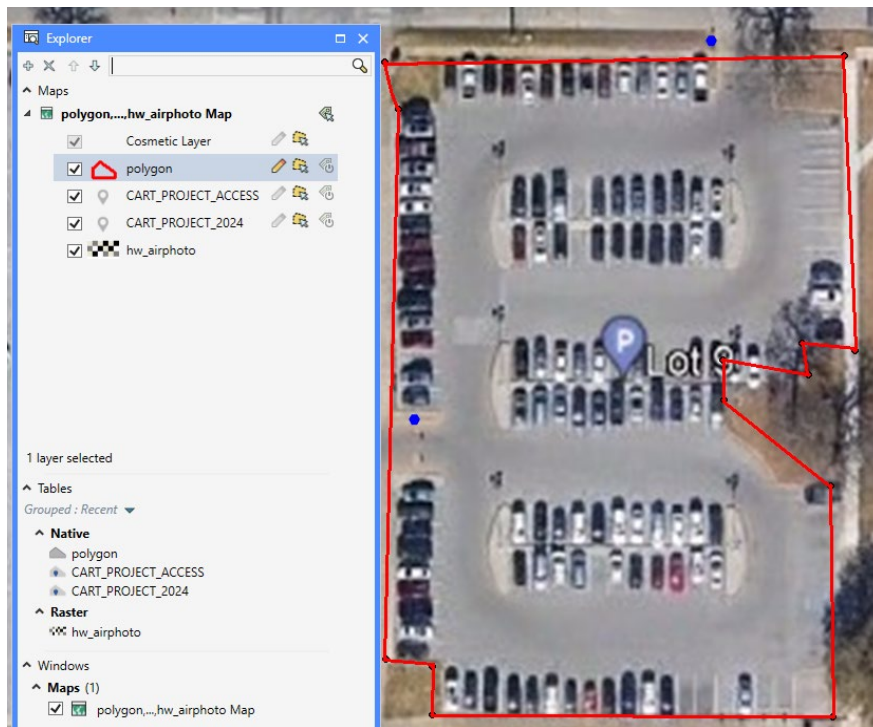 Explorer
Maps
polygon,...,hw_airphoto Map
Cosmetic Layer
polygon
CART_PROJECT_ACCESS
CART_PROJECT_2024
hw_airphoto
1 layer selected
Tables
Grouped : Recent
Native
polygon
CART_PROJECT_ACCESS
CART_PROJECT_2024
Raster
hw_airphoto
Windows
Maps (1)
polygon,...,hw_airphoto Map
P
Lot 9